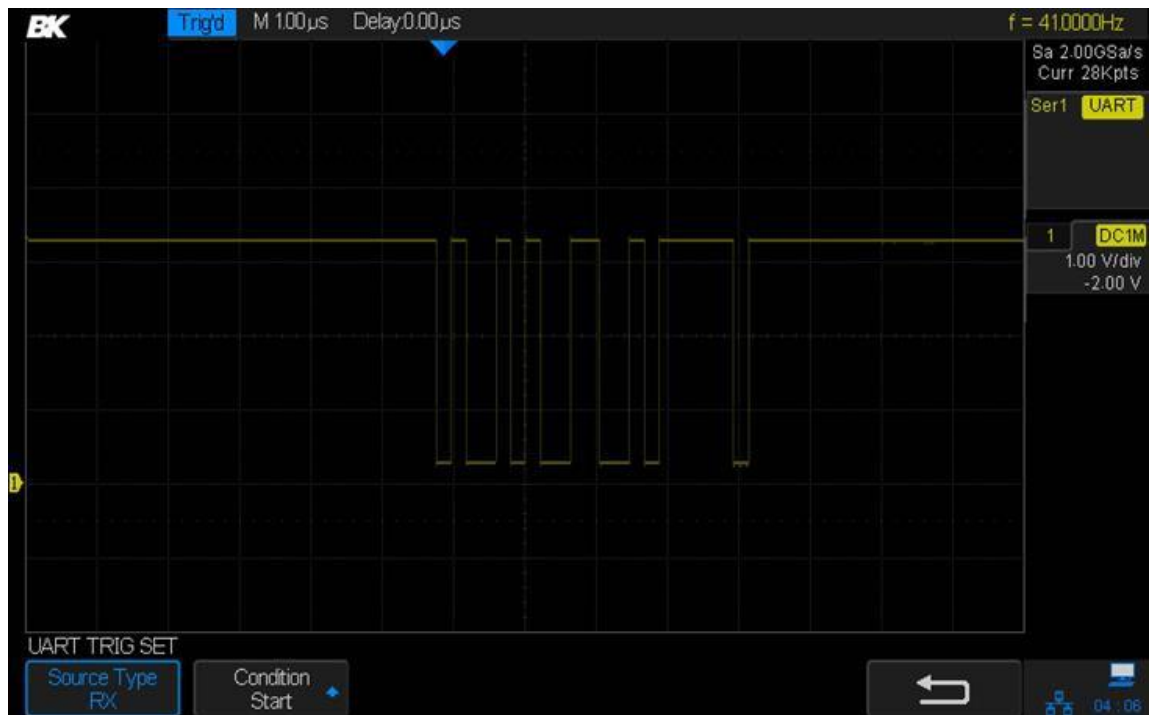 BK Trig'd M 1.00µs Delay:0.00µs f = 41.0000Hz
Sa 2.00GSa/s
Curr 28Kpts
Ser1 UART
1 DC1M
1.00 V/div
-2.00 V
1
UART TRIG SET
Source Type
RX
Condition
Start
04 : 06